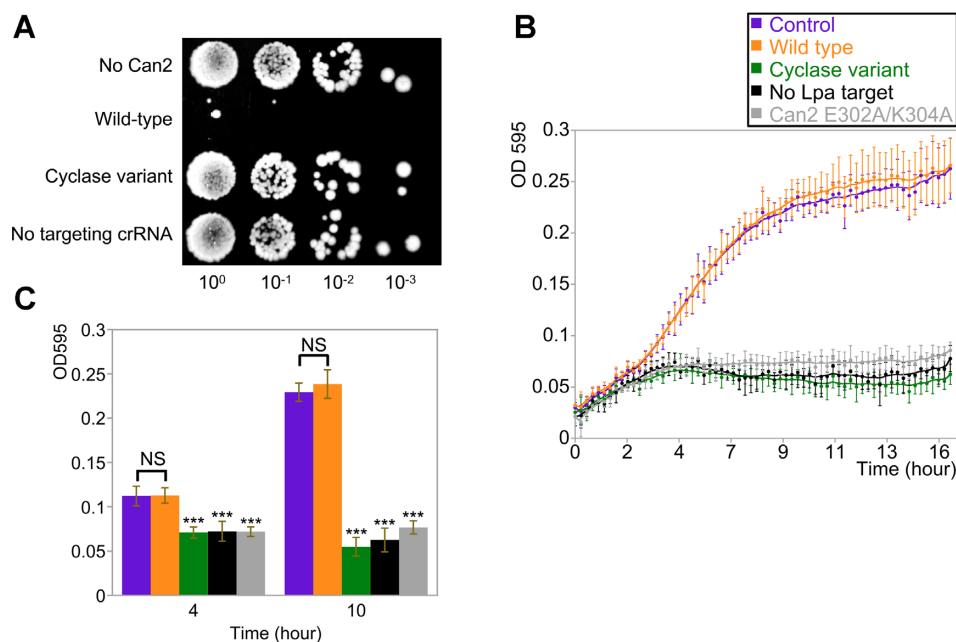 A
No Can2
Wild-type
Cyclase variant
No targeting crRNA
10⁰ 10⁻¹ 10⁻² 10⁻³
B
Control
Wild type
Cyclase variant
No Lpa target
Can2 E302A/K304A
OD 595
0.3
0.25
0.2
0.15
0.1
0.05
0
0 2 4 7 9 11 13 16
Time (hour)
C
OD595
0.3
0.25
0.2
0.15
0.1
0.05
0
NS
NS
*** *** ***
*** *** ***
4 10
Time (hour)